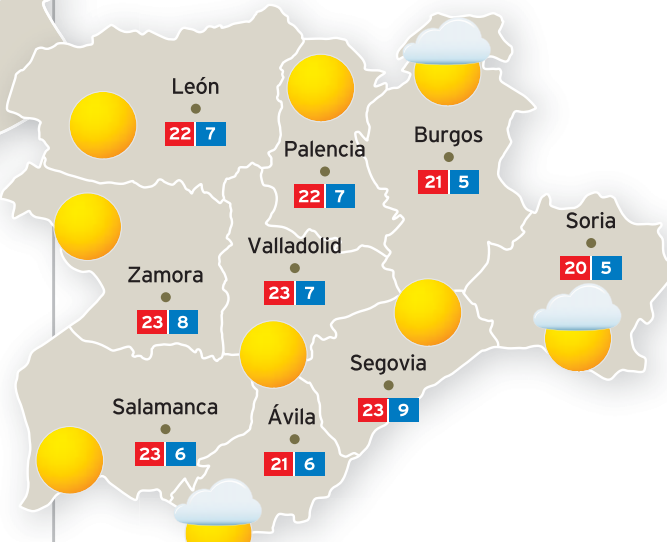 León
22 7
Palencia
22 7
Burgos
21 5
Soria
20 5
Valladolid
23 7
Zamora
23 8
Segovia
23 9
Salamanca
23 6
Ávila
21 6